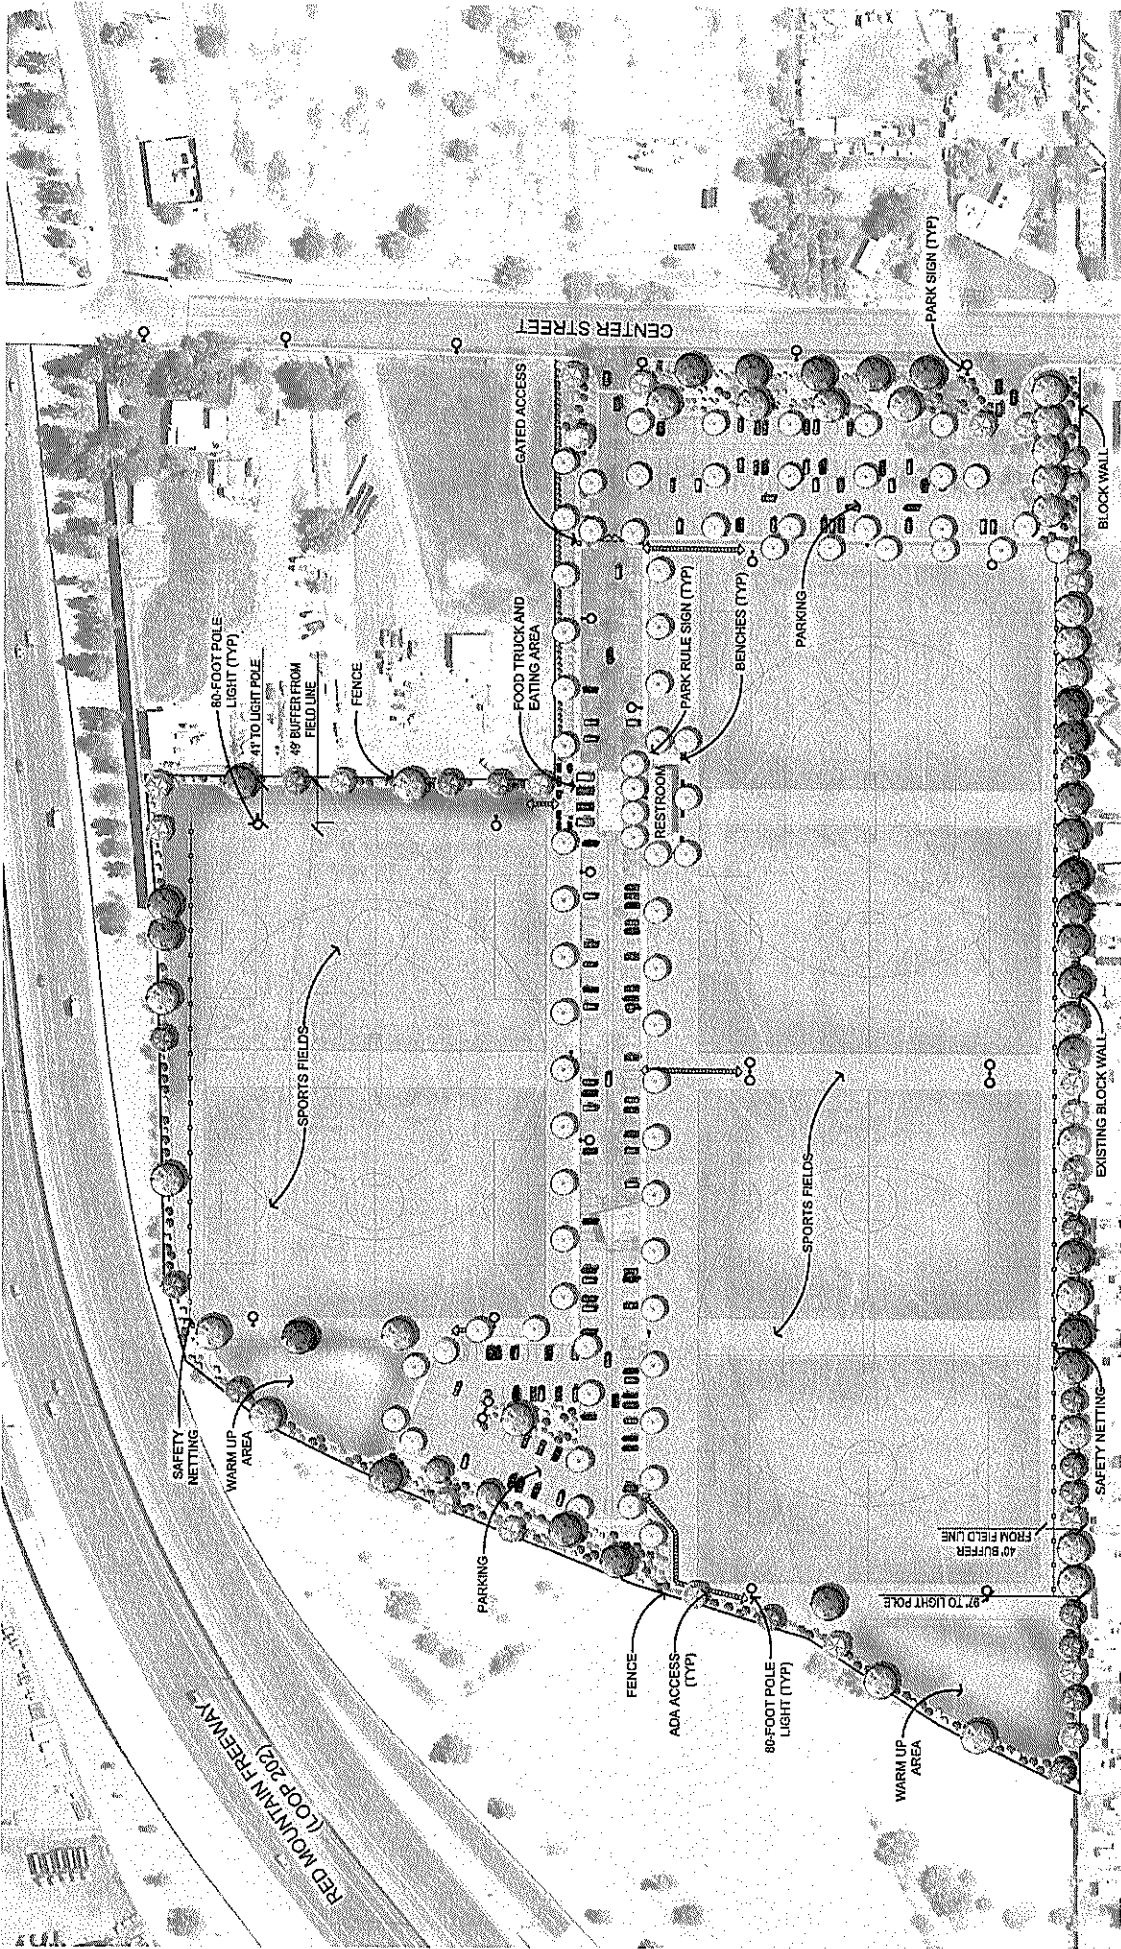 RED MOUNTAIN FREEWAY
(LOOP 202)
CENTER STREET
SAFETY
NETTING
WARM UP
AREA
PARKING
FENCE
ADA ACCESS
(TYP)
80-FOOT POLE
LIGHT (TYP)
WARM UP
AREA
SPORTS FIELDS
SPORTS FIELDS
80-FOOT POLE
LIGHT (TYP)
41' TO LIGHT POLE
49' BUFFER FROM
FIELD LINE
FENCE
FOOD TRUCK AND
EATING AREA
GATED ACCESS
RESTROOM
PARK RULE SIGN (TYP)
BENCHES (TYP)
PARKING
PARK SIGN (TYP)
BLOCK WALL
EXISTING BLOCK WALL
SAFETY NETTING
40' BUFFER
FROM FIELD LINE
97' TO LIGHT POLE